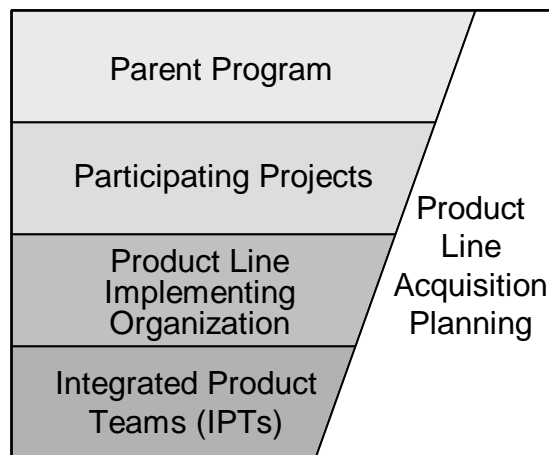 Parent Program
Participating Projects
Product Line
Implementing
Organization
Integrated Product
Teams (IPTs)
Product
Line
Acquisition
Planning